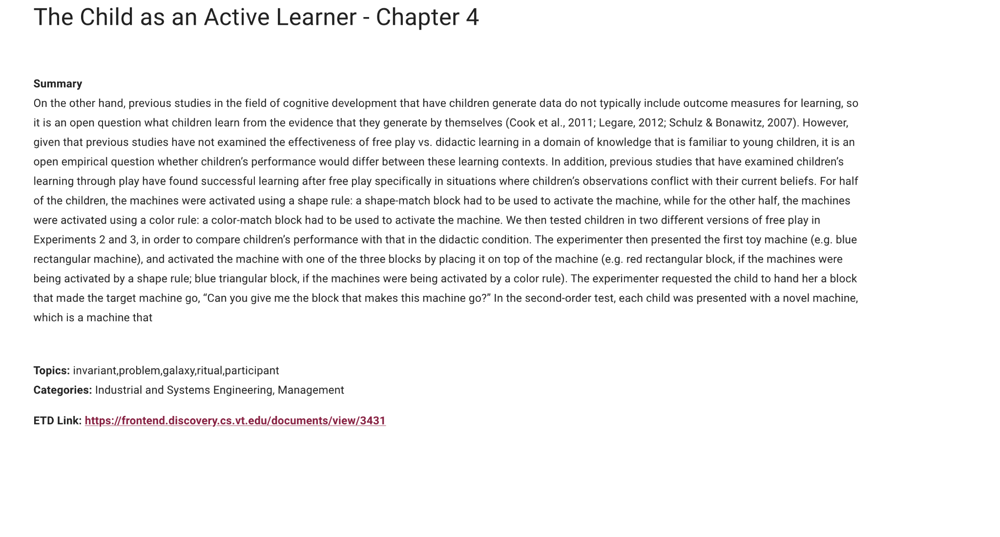 The Child as an Active Learner - Chapter 4
Summary
On the other hand, previous studies in the field of cognitive development that have children generate data do not typically include outcome measures for learning, so
it is an open question what children learn from the evidence that they generate by themselves (Cook et al., 2011; Legare, 2012; Schulz & Bonawitz, 2007). However,
given that previous studies have not examined the effectiveness of free play vs. didactic learning in a domain of knowledge that is familiar to young children, it is an
open empirical question whether children’s performance would differ between these learning contexts. In addition, previous studies that have examined children’s
learning through play have found successful learning after free play specifically in situations where children’s observations conflict with their current beliefs. For half
of the children, the machines were activated using a shape rule: a shape-match block had to be used to activate the machine, while for the other half, the machines
were activated using a color rule: a color-match block had to be used to activate the machine. We then tested children in two different versions of free play in
Experiments 2 and 3, in order to compare children’s performance with that in the didactic condition. The experimenter then presented the first toy machine (e.g. blue
rectangular machine), and activated the machine with one of the three blocks by placing it on top of the machine (e.g. red rectangular block, if the machines were
being activated by a shape rule; blue triangular block, if the machines were being activated by a color rule). The experimenter requested the child to hand her a block
that made the target machine go, “Can you give me the block that makes this machine go?” In the second-order test, each child was presented with a novel machine,
which is a machine that
Topics: invariant,problem,galaxy,ritual,participant
Categories: Industrial and Systems Engineering, Management
ETD Link: https://frontend.discovery.cs.vt.edu/documents/view/3431